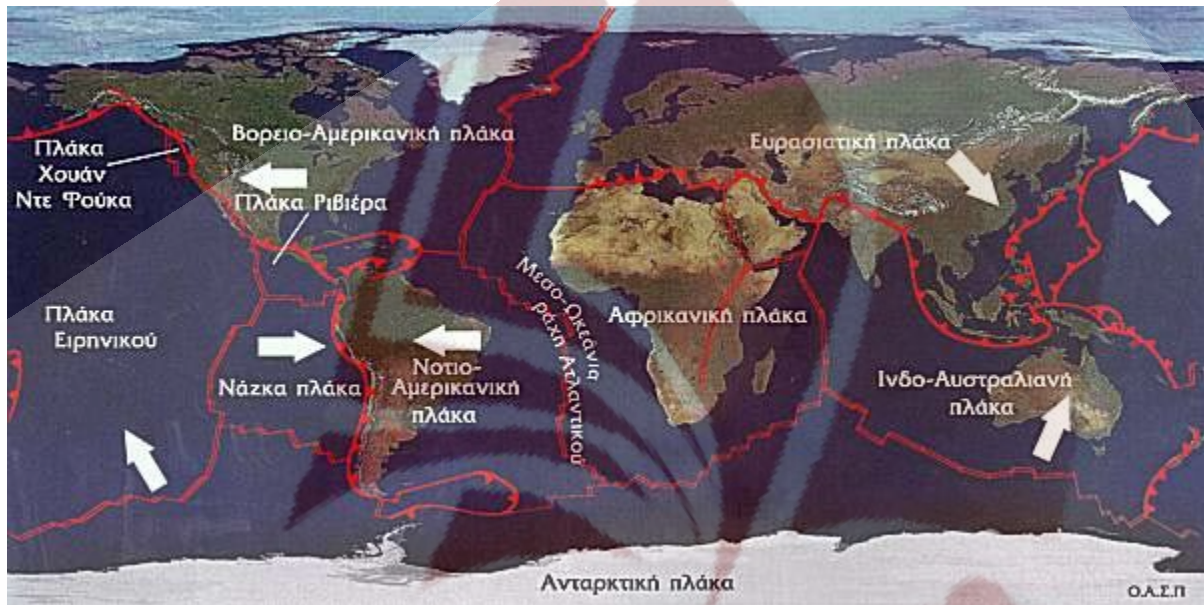 Βορειο-Αμερικανική πλάκα
Ευρασιατική πλάκα
Πλάκα
Χουάν
Ντε Φούκα
Πλάκα Ριβιέρα
Μεσο-Ωκεάνια
ράχη Ατλαντικού
Αφρικανική πλάκα
Πλάκα
Ειρηνικού
Νάζκα πλάκα
Νοτιο-
Αμερικανική
πλάκα
Ινδο-Αυστραλιανή
πλάκα
Ανταρκτική πλάκα
Ο.Α.Σ.Π